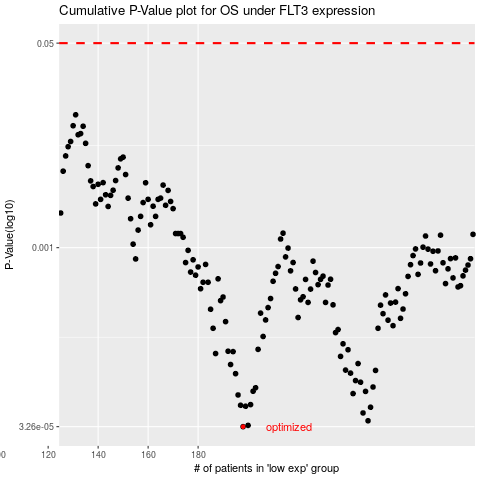 Cumulative P-Value plot for OS under FLT3 expression
0.05
0.001
3.26e-05
P-Value(log10)
optimized
00 120 140 160 180
# of patients in 'low exp' group